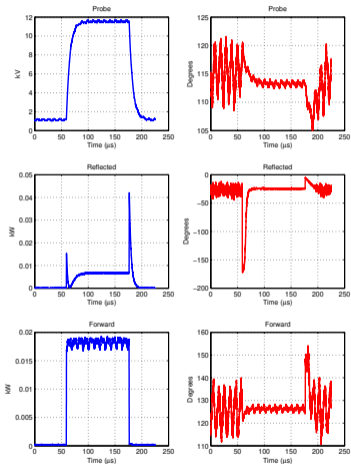 Probe
kV
12
10
8
6
4
2
0
0 50 100 150 200 250
Time (µs)
Probe
Degrees
125
120
115
110
105
0 50 100 150 200 250
Time (µs)
Reflected
kW
0.05
0.04
0.03
0.02
0.01
0
0 50 100 150 200 250
Time (µs)
Reflected
Degrees
0
−50
−100
−150
−200
0 50 100 150 200 250
Time (µs)
Forward
kW
0.02
0.015
0.01
0.005
0
0 50 100 150 200 250
Time (µs)
Forward
Degrees
160
150
140
130
120
110
0 50 100 150 200 250
Time (µs)